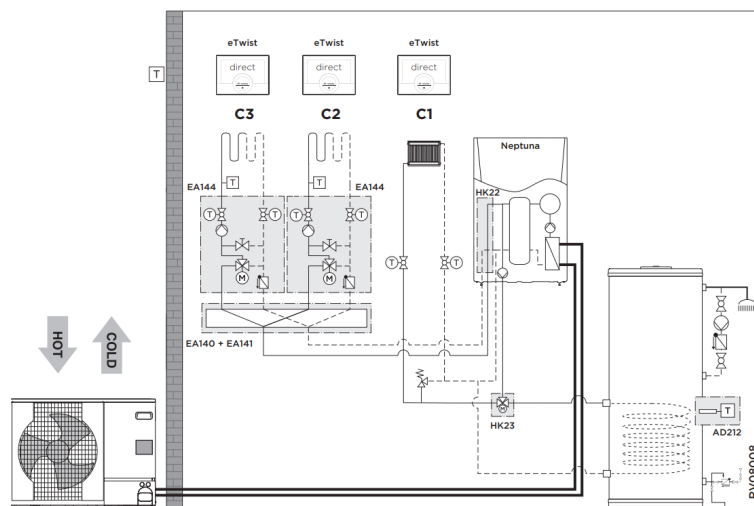 eTwist
eTwist
eTwist
direct
direct
direct
C3
C2
C1
T
Neptuna
EA144
EA144
HK22
T
T
T
T
T
T
T
T
M
M
EA140 + EA141
HOT
COLD
M
HK23
T
AD212